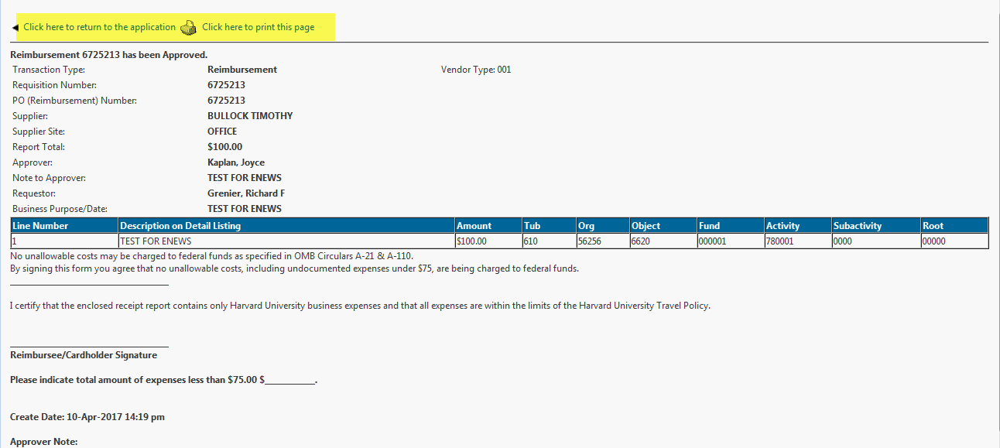 Click here to return to the application Click here to print this page
Reimbursement 6725213 has been Approved.
Transaction Type: Reimbursement Vendor Type: 001
Requisition Number: 6725213
PO (Reimbursement) Number: 6725213
Supplier: BULLOCK TIMOTHY
Supplier Site: OFFICE
Report Total: $100.00
Approver: Kaplan, Joyce
Note to Approver: TEST FOR ENEWS
Requestor: Grenier, Richard F
Business Purpose/Date: TEST FOR ENEWS
Line Number Description on Detail Listing Amount Tub Org Object Fund Activity Subactivity Root
1 TEST FOR ENEWS $100.00 610 56256 6620 000001 780001 0000 00000
No unallowable costs may be charged to federal funds as specified in OMB Circulars A-21 & A-110.
By signing this form you agree that no unallowable costs, including undocumented expenses under $75, are being charged to federal funds.
I certify that the enclosed receipt report contains only Harvard University business expenses and that all expenses are within the limits of the Harvard University Travel Policy.
Reimbursee/Cardholder Signature
Please indicate total amount of expenses less than $75.00 $__________.
Create Date: 10-Apr-2017 14:19 pm
Approver Note: